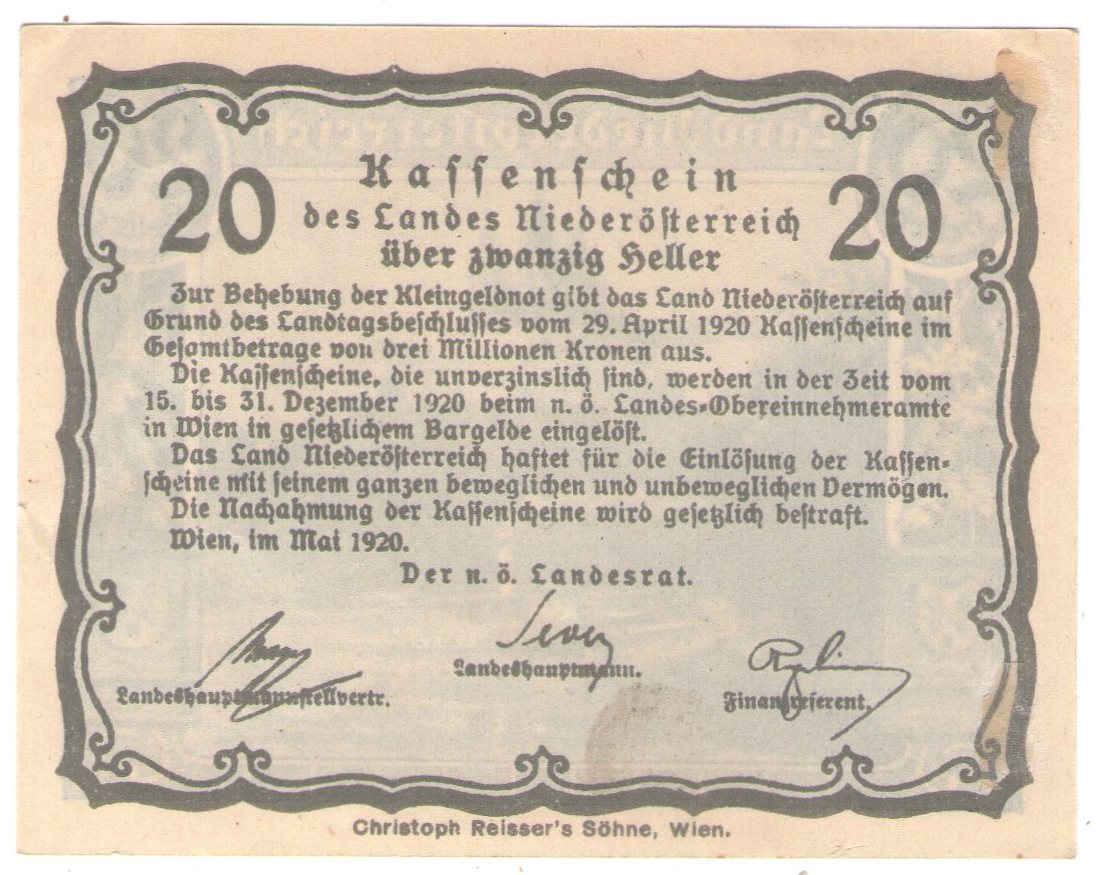 20
Kassenschein
20
des Landes Niederösterreich
über zwanzig Heller
Zur Behebung der Kleingeldnot gibt das Land Niederösterreich auf
Grund des Landtagsbeschlusses vom 29. April 1920 Kassenscheine im
Gesamtbetrage von drei Millionen Kronen aus.
Die Kassenscheine, die unverzinslich sind, werden in der Zeit vom
15. bis 31. Dezember 1920 beim n. ö. Landes-Obereinnehmeramte
in Wien in gesetzlichem Bargelde eingelöst.
Das Land Niederösterreich haftet für die Einlösung der Kassen-
scheine mit seinem ganzen beweglichen und unbeweglichen Vermögen.
Die Nachahmung der Kassenscheine wird gesetzlich bestraft.
Wien, im Mai 1920.
Der n. ö. Landesrat.
Sever
Landeshauptmann.
Landeshauptmannstellvertr.
Finanzreferent.
Christoph Reisser's Söhne, Wien.